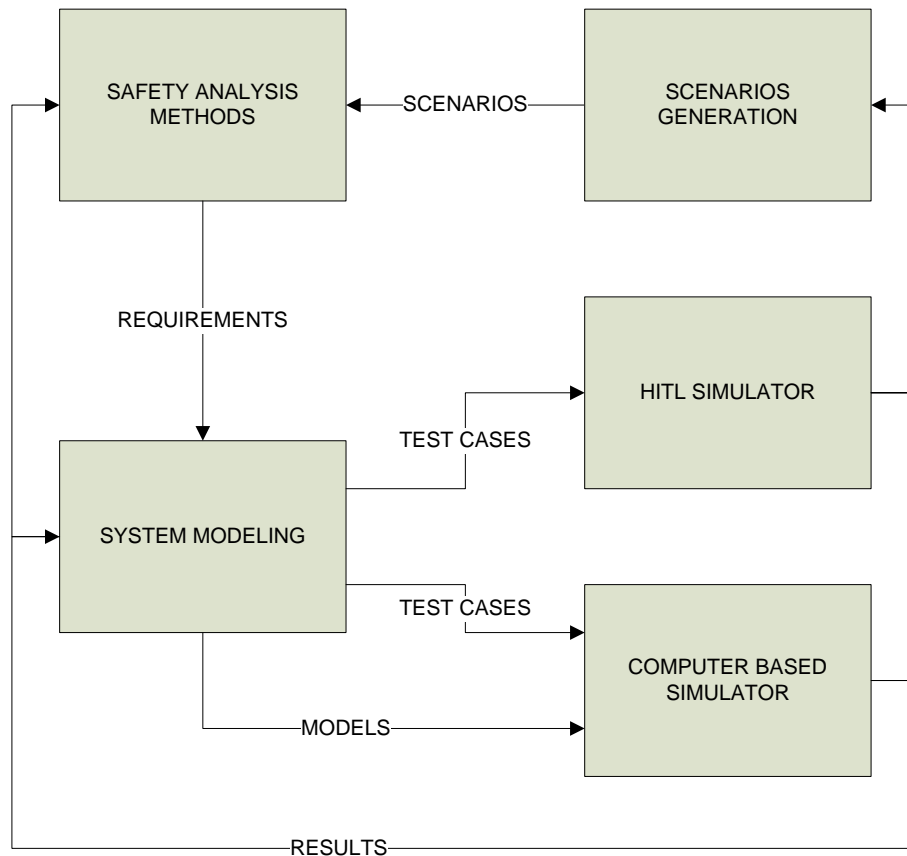 SAFETY ANALYSIS
METHODS
SCENARIOS
SCENARIOS
GENERATION
REQUIREMENTS
HITL SIMULATOR
TEST CASES
SYSTEM MODELING
TEST CASES
COMPUTER BASED
SIMULATOR
MODELS
RESULTS